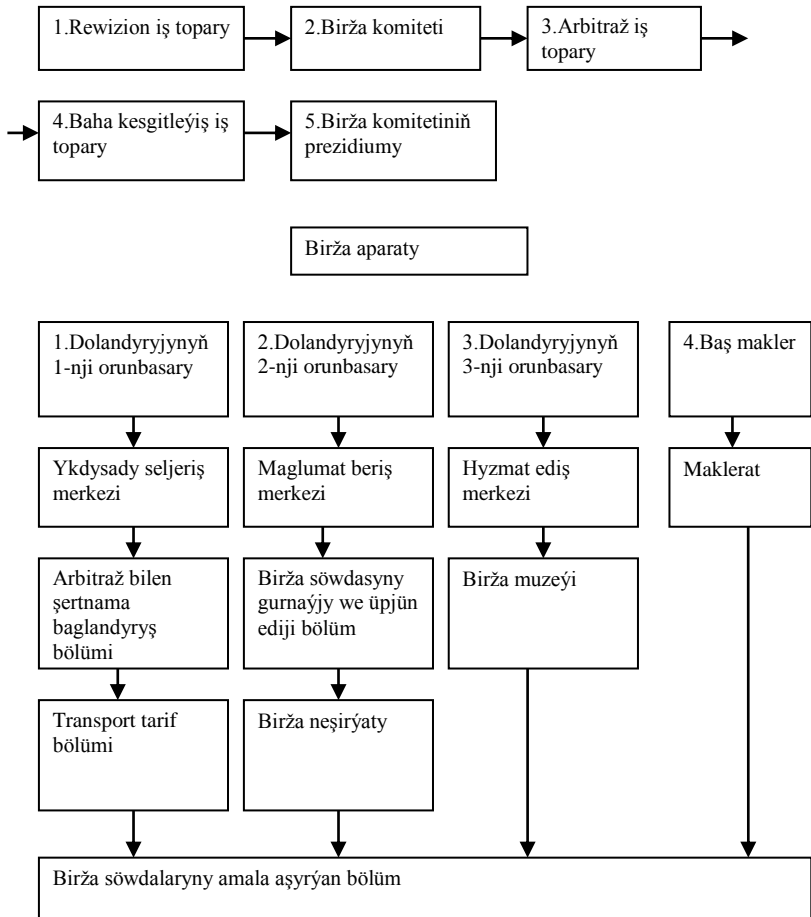 1.Rewizion iş topary
2.Birža komiteti
3.Arbitraž iş
topary
4.Baha kesgitleýiş iş
topary
5.Birža komitetiniň
prezidiumy
Birža aparaty
1.Dolandyryjynyň
1-nji orunbasary
2.Dolandyryjynyň
2-nji orunbasary
3.Dolandyryjynyň
3-nji orunbasary
4.Baş makler
Ykdysady seljeriş
merkezi
Maglumat beriş
merkezi
Hyzmat ediş
merkezi
Maklerat
Arbitraž bilen
şertnama
baglandyryş
bölümi
Birža söwdasyny
gurnaýjy we üpjün
ediji bölüm
Birža muzeýi
Transport tarif
bölümi
Birža neşirýaty
Birža söwdalaryny amala aşyrýan bölüm